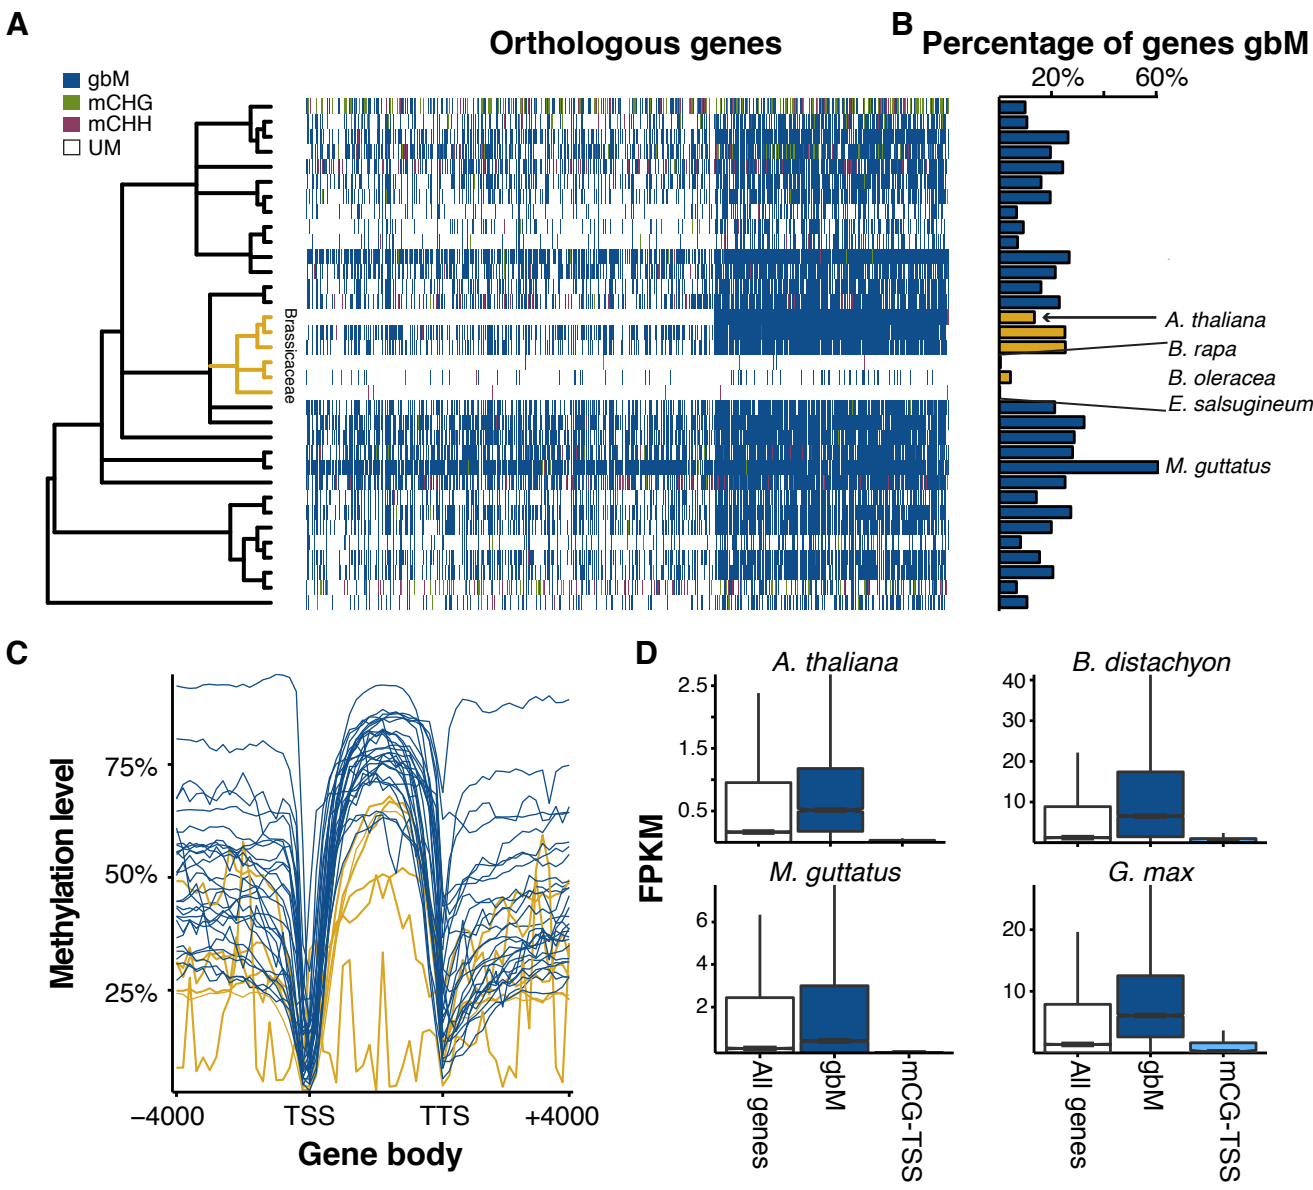 A
Orthologous genes
gbM
mCHG
mCHH
UM
Brassicaceae
B
Percentage of genes gbM
20%
60%
A. thaliana
B. rapa
B. oleracea
E. salsugineum
M. guttatus
C
Methylation level
75%
50%
25%
−4000
TSS
TTS
+4000
Gene body
D
FPKM
A. thaliana
2.5
1.5
0.5
B. distachyon
40
30
20
10
M. guttatus
6
4
2
All genes
gbM
mCG-TSS
G. max
20
10
All genes
gbM
mCG-TSS